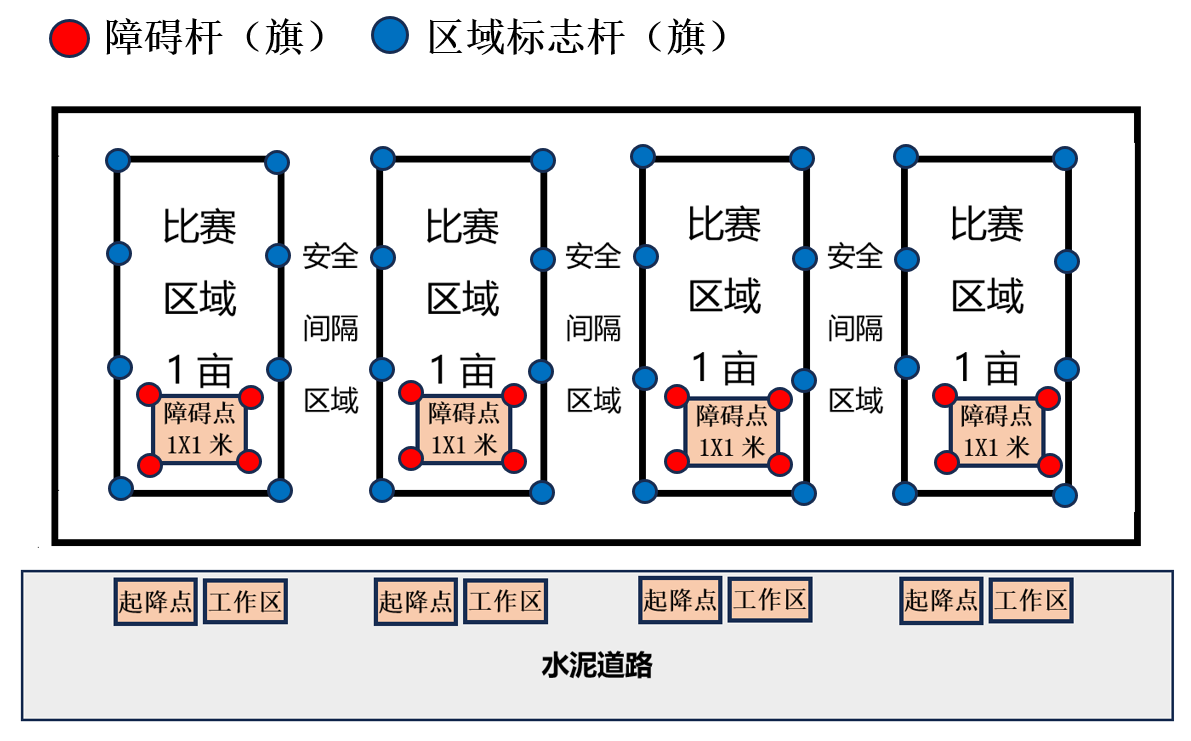 障碍杆（旗） 区域标志杆（旗）
比赛
区域
1 亩
障碍点
1X1 米
安全
间隔
区域
比赛
区域
1 亩
障碍点
1X1 米
安全
间隔
区域
比赛
区域
1 亩
障碍点
1X1 米
安全
间隔
区域
比赛
区域
1 亩
障碍点
1X1 米
起降点 工作区 起降点 工作区 起降点 工作区 起降点 工作区
水泥道路